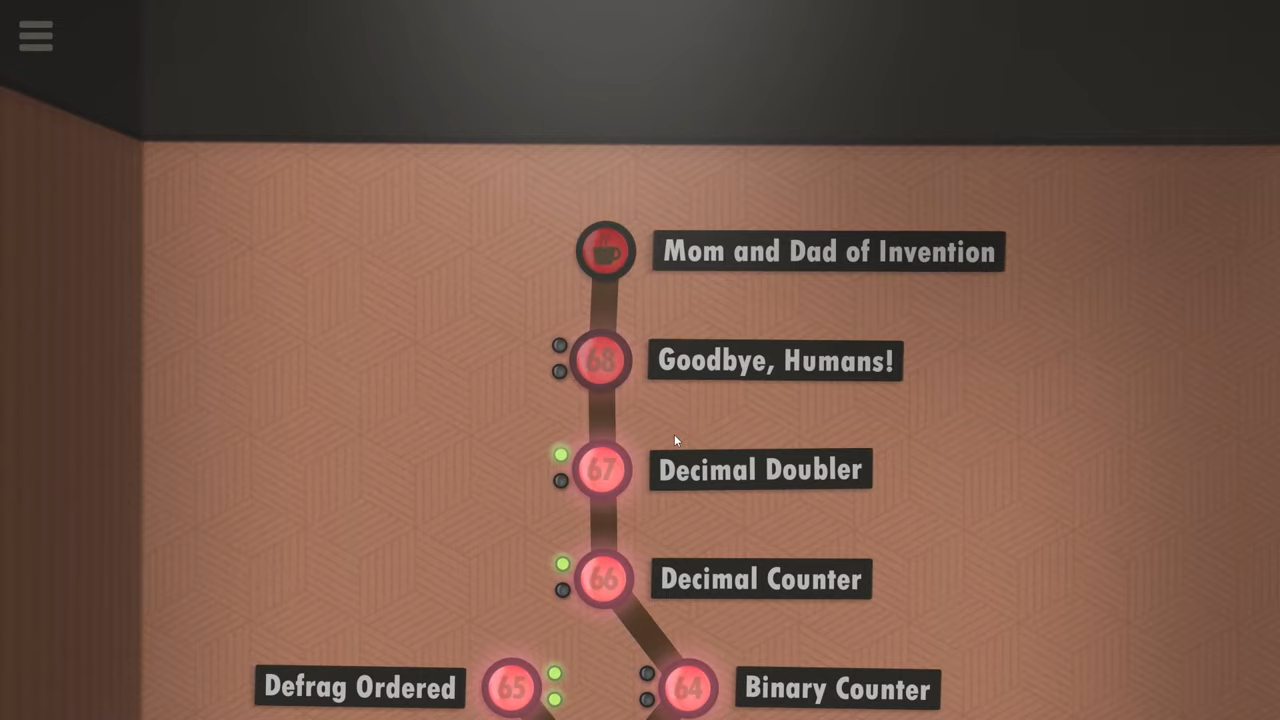 Mom and Dad of Invention
68 Goodbye, Humans!
67 Decimal Doubler
66 Decimal Counter
Defrag Ordered 65
64 Binary Counter